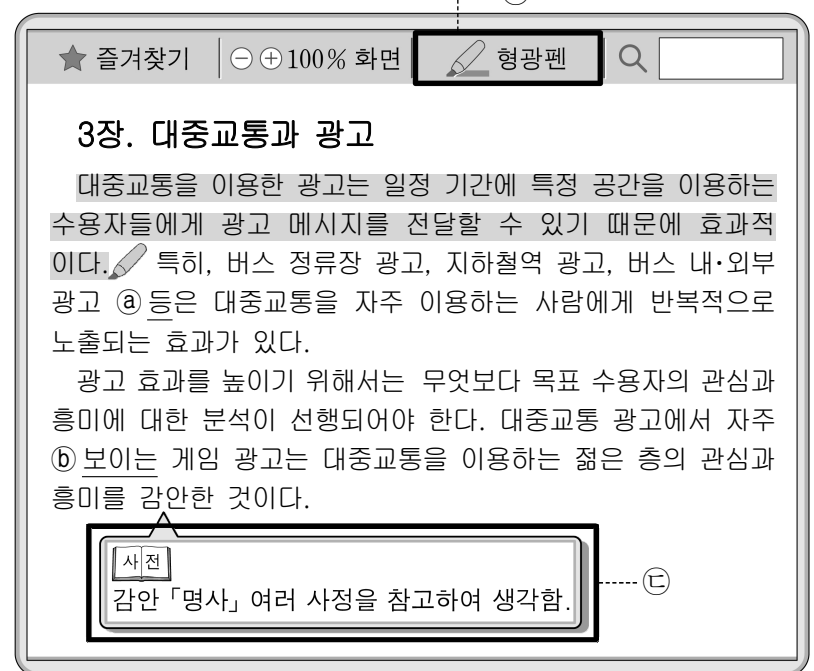 즐겨찾기 ⊖⊕100% 화면 형광펜
3장. 대중교통과 광고
대중교통을 이용한 광고는 일정 기간에 특정 공간을 이용하는
수용자들에게 광고 메시지를 전달할 수 있기 때문에 효과적
이다. 특히, 버스 정류장 광고, 지하철역 광고, 버스 내·외부
광고 ⓐ등은 대중교통을 자주 이용하는 사람에게 반복적으로
노출되는 효과가 있다.
광고 효과를 높이기 위해서는 무엇보다 목표 수용자의 관심과
흥미에 대한 분석이 선행되어야 한다. 대중교통 광고에서 자주
ⓑ보이는 게임 광고는 대중교통을 이용하는 젊은 층의 관심과
흥미를 감안한 것이다.
사전
감안「명사」여러 사정을 참고하여 생각함.
㉢